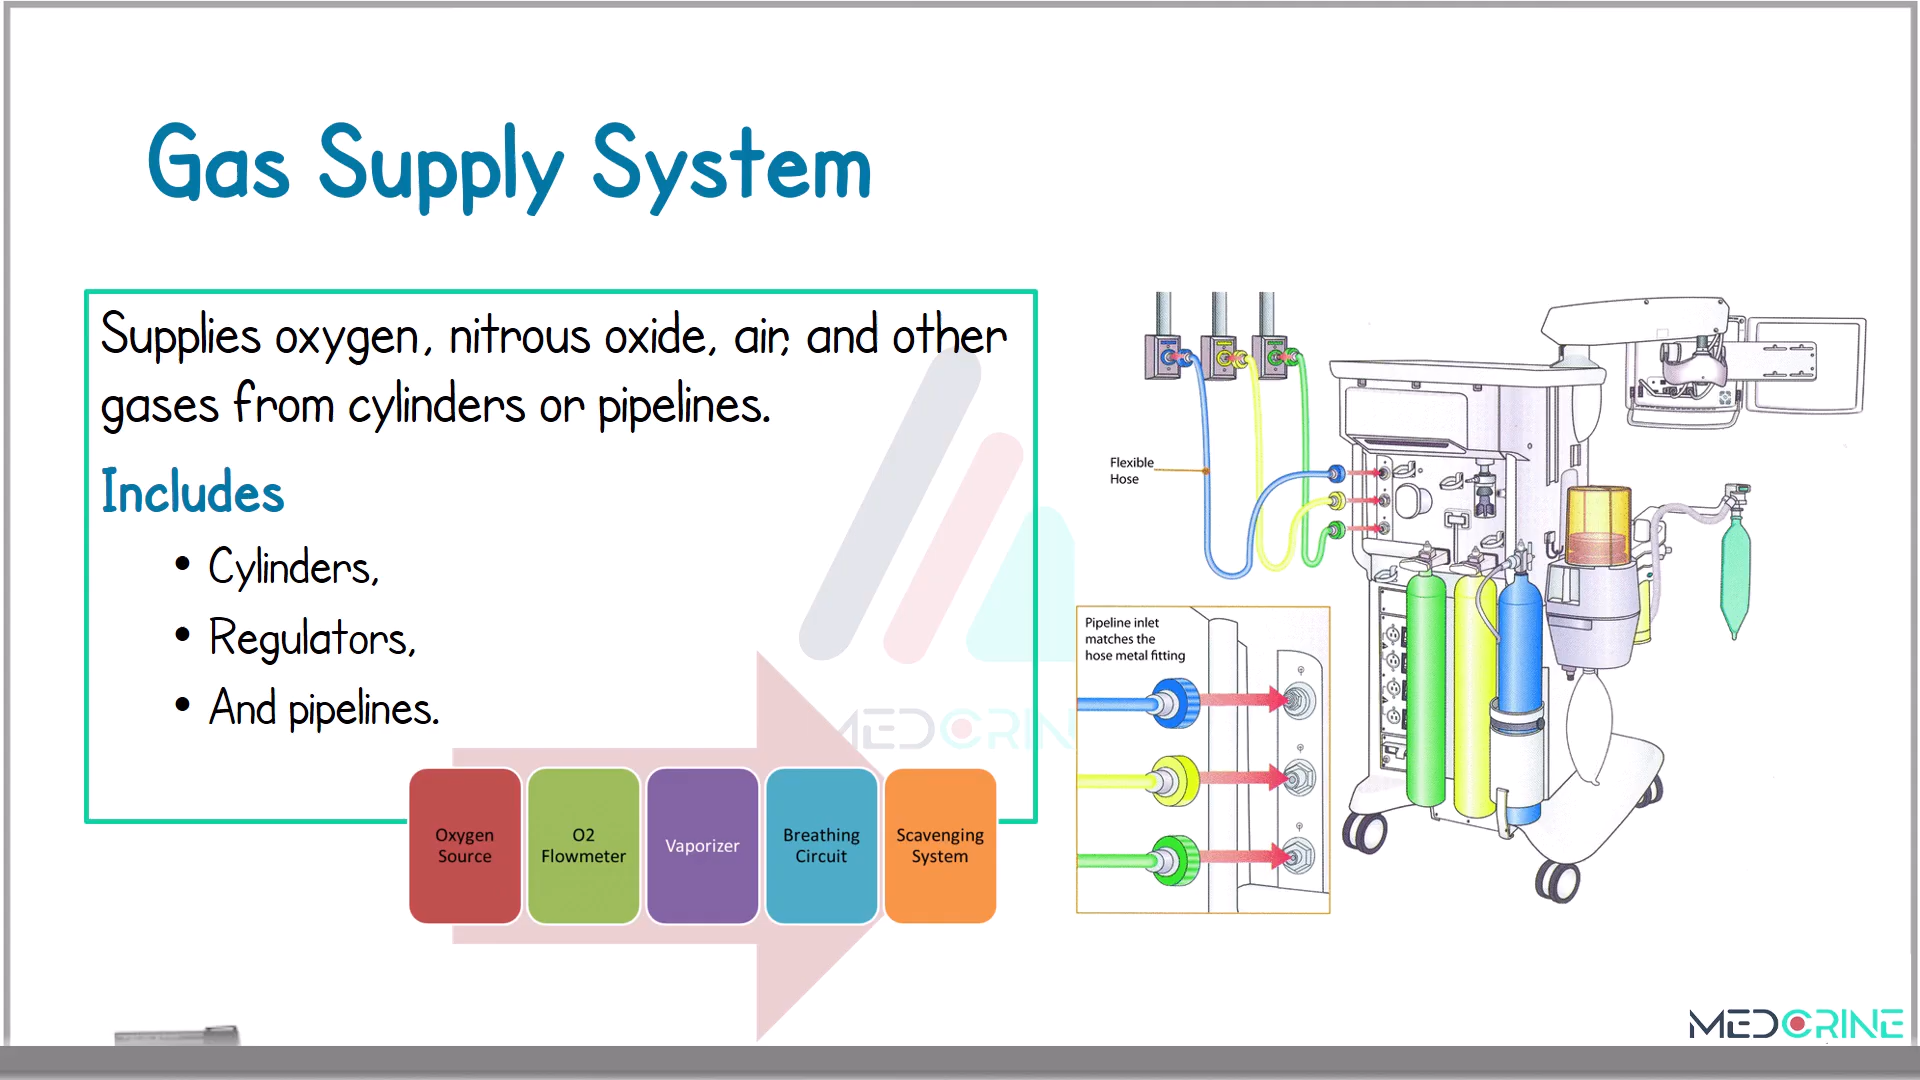 Gas Supply System
Supplies oxygen, nitrous oxide, air, and other
gases from cylinders or pipelines.
Includes
• Cylinders,
• Regulators,
• And pipelines.
Oxygen
Source
O2
Flowmeter
Vaporizer
Breathing
Circuit
Scavenging
System
Flexible
Hose
Pipeline inlet
matches the
hose metal fitting
MEDCRIN
MEDCRINE